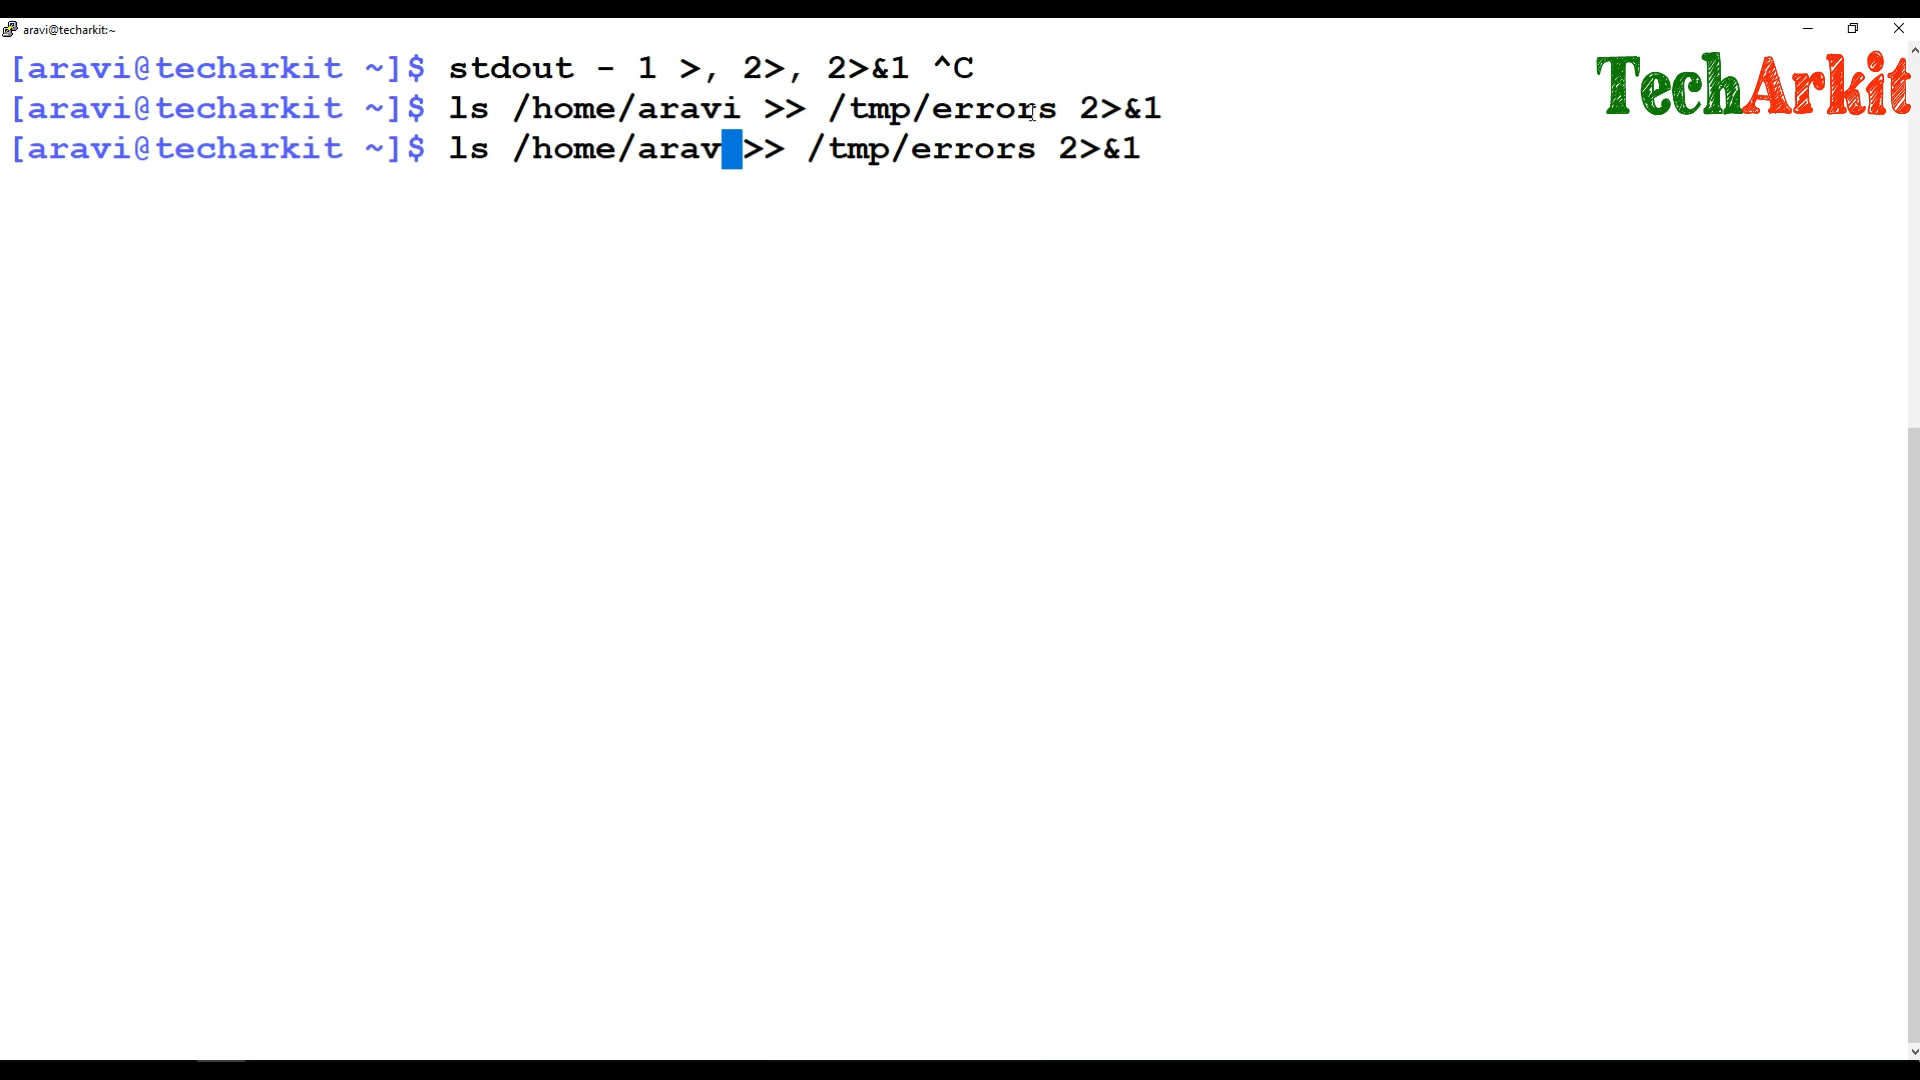 aravi@techarkit:~
TechArkit
[aravi@techarkit ~]$ stdout - 1 >, 2>, 2>&1 ^C
[aravi@techarkit ~]$ ls /home/aravi >> /tmp/errors 2>&1
[aravi@techarkit ~]$ ls /home/arav >> /tmp/errors 2>&1